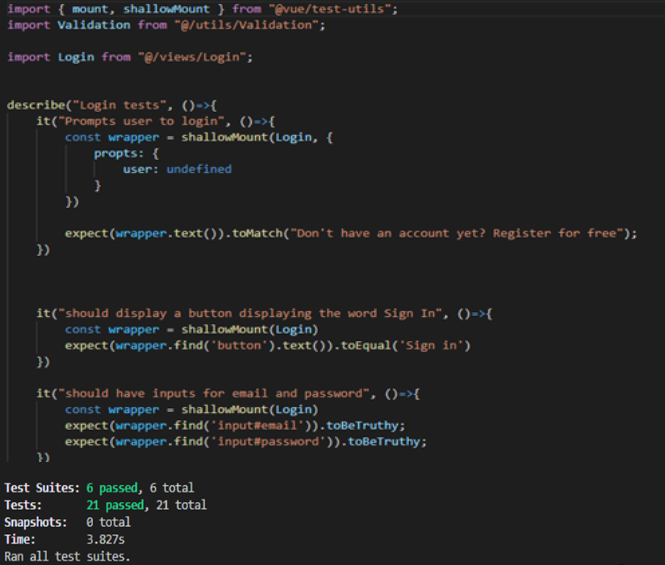 import { mount, shallowMount } from "@vue/test-utils";
import Validation from "@/utils/Validation";
import Login from "@/views/Login";
describe("Login tests", ()=>{
it("Prompts user to login", ()=>{
const wrapper = shallowMount(Login, {
propts: {
user: undefined
}
})
expect(wrapper.text()).toMatch("Don't have an account yet? Register for free");
})
it("should display a button displaying the word Sign In", ()=>{
const wrapper = shallowMount(Login)
expect(wrapper.find('button').text()).toEqual('Sign in')
})
it("should have inputs for email and password", ()=>{
const wrapper = shallowMount(Login)
expect(wrapper.find('input#email')).toBeTruthy;
expect(wrapper.find('input#password')).toBeTruthy;
})
Test Suites: 6 passed, 6 total
Tests: 21 passed, 21 total
Snapshots: 0 total
Time: 3.827s
Ran all test suites.